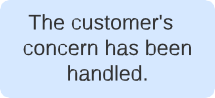 The customer's
concern has been
handled.